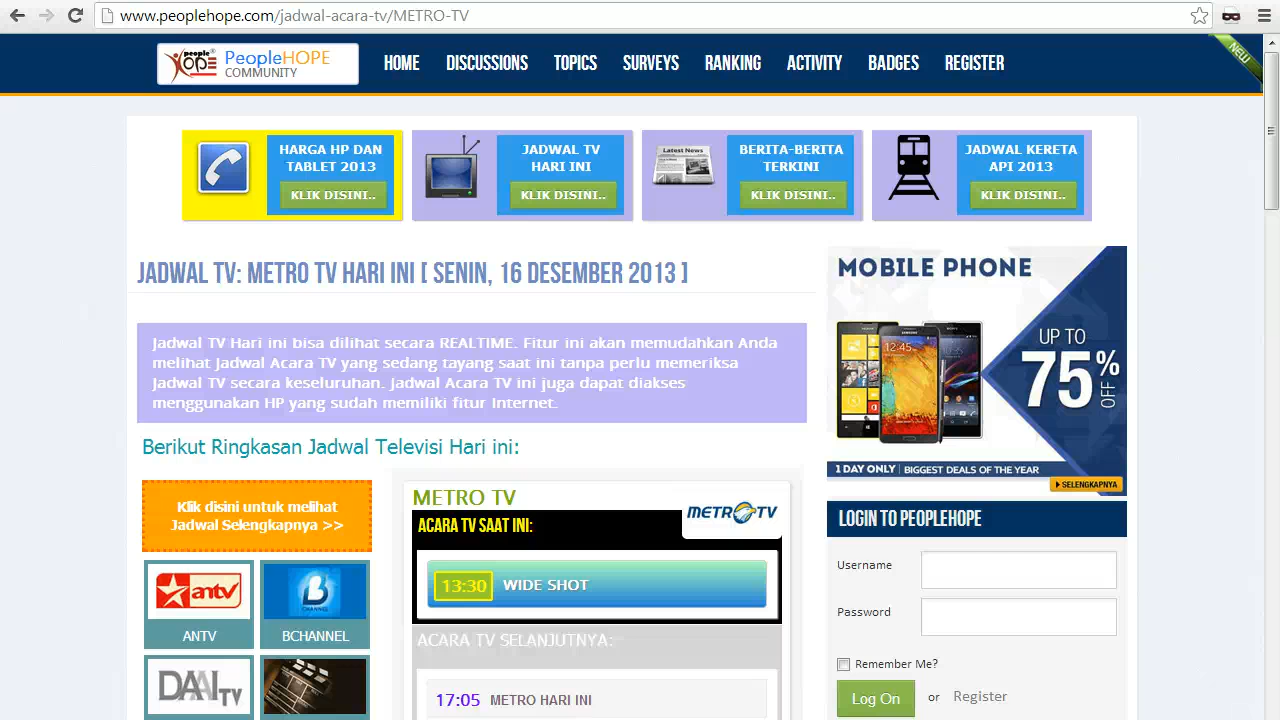 www.peoplehope.com/jadwal-acara-tv/METRO-TV
people
HOPE
PeopleHOPE
COMMUNITY
HOME
DISCUSSIONS
TOPICS
SURVEYS
RANKING
ACTIVITY
BADGES
REGISTER
NEW
HARGA HP DAN
TABLET 2013
KLIK DISINI..
JADWAL TV
HARI INI
KLIK DISINI..
Latest News
BERITA-BERITA
TERKINI
KLIK DISINI..
JADWAL KERETA
API 2013
KLIK DISINI..
JADWAL TV: METRO TV HARI INI [ SENIN, 16 DESEMBER 2013 ]
Jadwal TV Hari ini bisa dilihat secara REALTIME. Fitur ini akan memudahkan Anda
melihat Jadwal Acara TV yang sedang tayang saat ini tanpa perlu memeriksa
Jadwal TV secara keseluruhan. Jadwal Acara TV ini juga dapat diakses
menggunakan HP yang sudah memiliki fitur Internet.
Berikut Ringkasan Jadwal Televisi Hari ini:
Klik disini untuk melihat
Jadwal Selengkapnya >>
antv
ANTV
B
CHANNEL
BCHANNEL
DAAI TV
METRO TV
METRO TV
ACARA TV SAAT INI:
13:30 WIDE SHOT
ACARA TV SELANJUTNYA:
17:05 METRO HARI INI
MOBILE PHONE
12:45
UP TO
75%
OFF
1 DAY ONLY | BIGGEST DEALS OF THE YEAR
SELENGKAPNYA
LOGIN TO PEOPLEHOPE
Username
Password
Remember Me?
Log On or Register